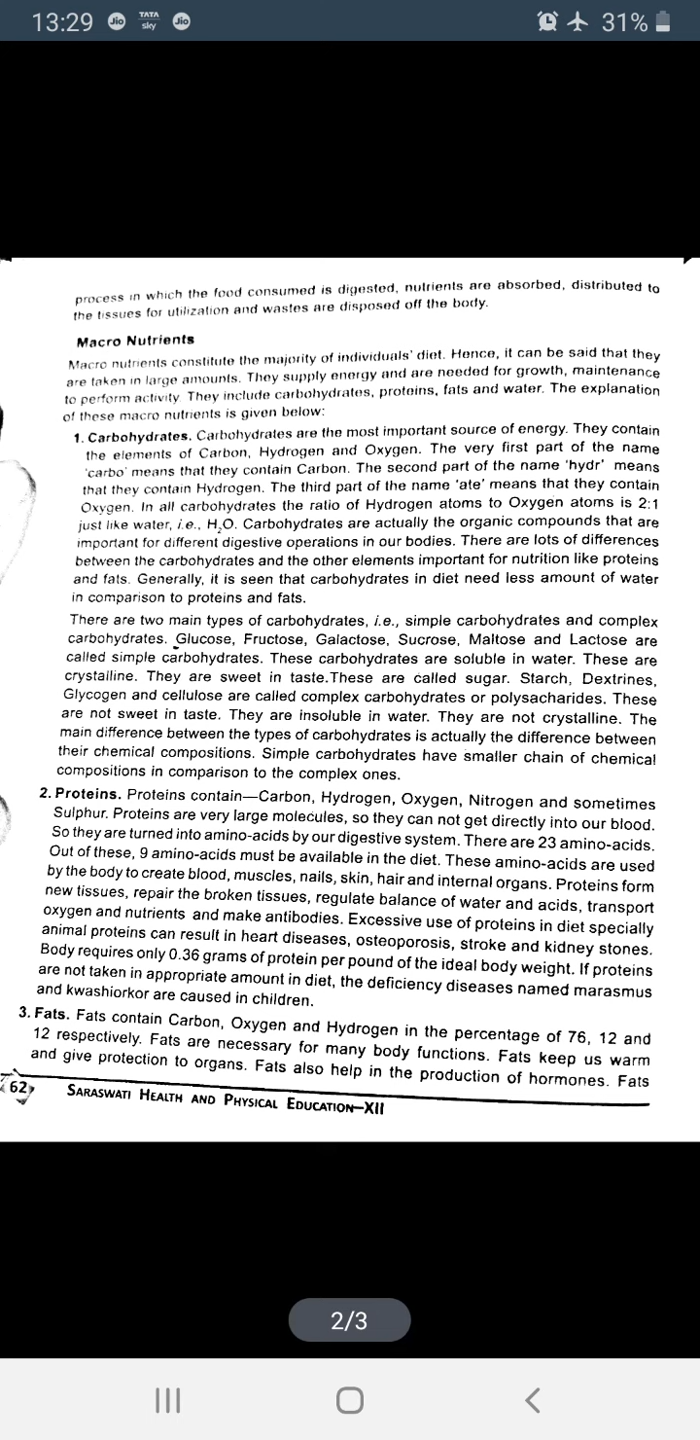 13:29 Jio TATA sky Jio 31%
process in which the food consumed is digested, nutrients are absorbed, distributed to
the tissues for utilization and wastes are disposed off the body.
Macro Nutrients
Macro nutrients constitute the majority of individuals' diet. Hence, it can be said that they
are taken in large amounts. They supply energy and are needed for growth, maintenance
to perform activity. They include carbohydrates, proteins, fats and water. The explanation
of these macro nutrients is given below:
1. Carbohydrates. Carbohydrates are the most important source of energy. They contain
the elements of Carbon, Hydrogen and Oxygen. The very first part of the name
'carbo' means that they contain Carbon. The second part of the name 'hydr' means
that they contain Hydrogen. The third part of the name 'ate' means that they contain
Oxygen. In all carbohydrates the ratio of Hydrogen atoms to Oxygen atoms is 2:1
just like water, i.e., H₂O. Carbohydrates are actually the organic compounds that are
important for different digestive operations in our bodies. There are lots of differences
between the carbohydrates and the other elements important for nutrition like proteins
and fats. Generally, it is seen that carbohydrates in diet need less amount of water
in comparison to proteins and fats.
There are two main types of carbohydrates, i.e., simple carbohydrates and complex
carbohydrates. Glucose, Fructose, Galactose, Sucrose, Maltose and Lactose are
called simple carbohydrates. These carbohydrates are soluble in water. These are
crystalline. They are sweet in taste.These are called sugar. Starch, Dextrines,
Glycogen and cellulose are called complex carbohydrates or polysacharides. These
are not sweet in taste. They are insoluble in water. They are not crystalline. The
main difference between the types of carbohydrates is actually the difference between
their chemical compositions. Simple carbohydrates have smaller chain of chemical
compositions in comparison to the complex ones.
2. Proteins. Proteins contain—Carbon, Hydrogen, Oxygen, Nitrogen and sometimes
Sulphur. Proteins are very large molecules, so they can not get directly into our blood.
So they are turned into amino-acids by our digestive system. There are 23 amino-acids.
Out of these, 9 amino-acids must be available in the diet. These amino-acids are used
by the body to create blood, muscles, nails, skin, hair and internal organs. Proteins form
new tissues, repair the broken tissues, regulate balance of water and acids, transport
oxygen and nutrients and make antibodies. Excessive use of proteins in diet specially
animal proteins can result in heart diseases, osteoporosis, stroke and kidney stones.
Body requires only 0.36 grams of protein per pound of the ideal body weight. If proteins
are not taken in appropriate amount in diet, the deficiency diseases named marasmus
and kwashiorkor are caused in children.
3. Fats. Fats contain Carbon, Oxygen and Hydrogen in the percentage of 76, 12 and
12 respectively. Fats are necessary for many body functions. Fats keep us warm
and give protection to organs. Fats also help in the production of hormones. Fats
62 SARASWATI HEALTH AND PHYSICAL EDUCATION—XII
2/3